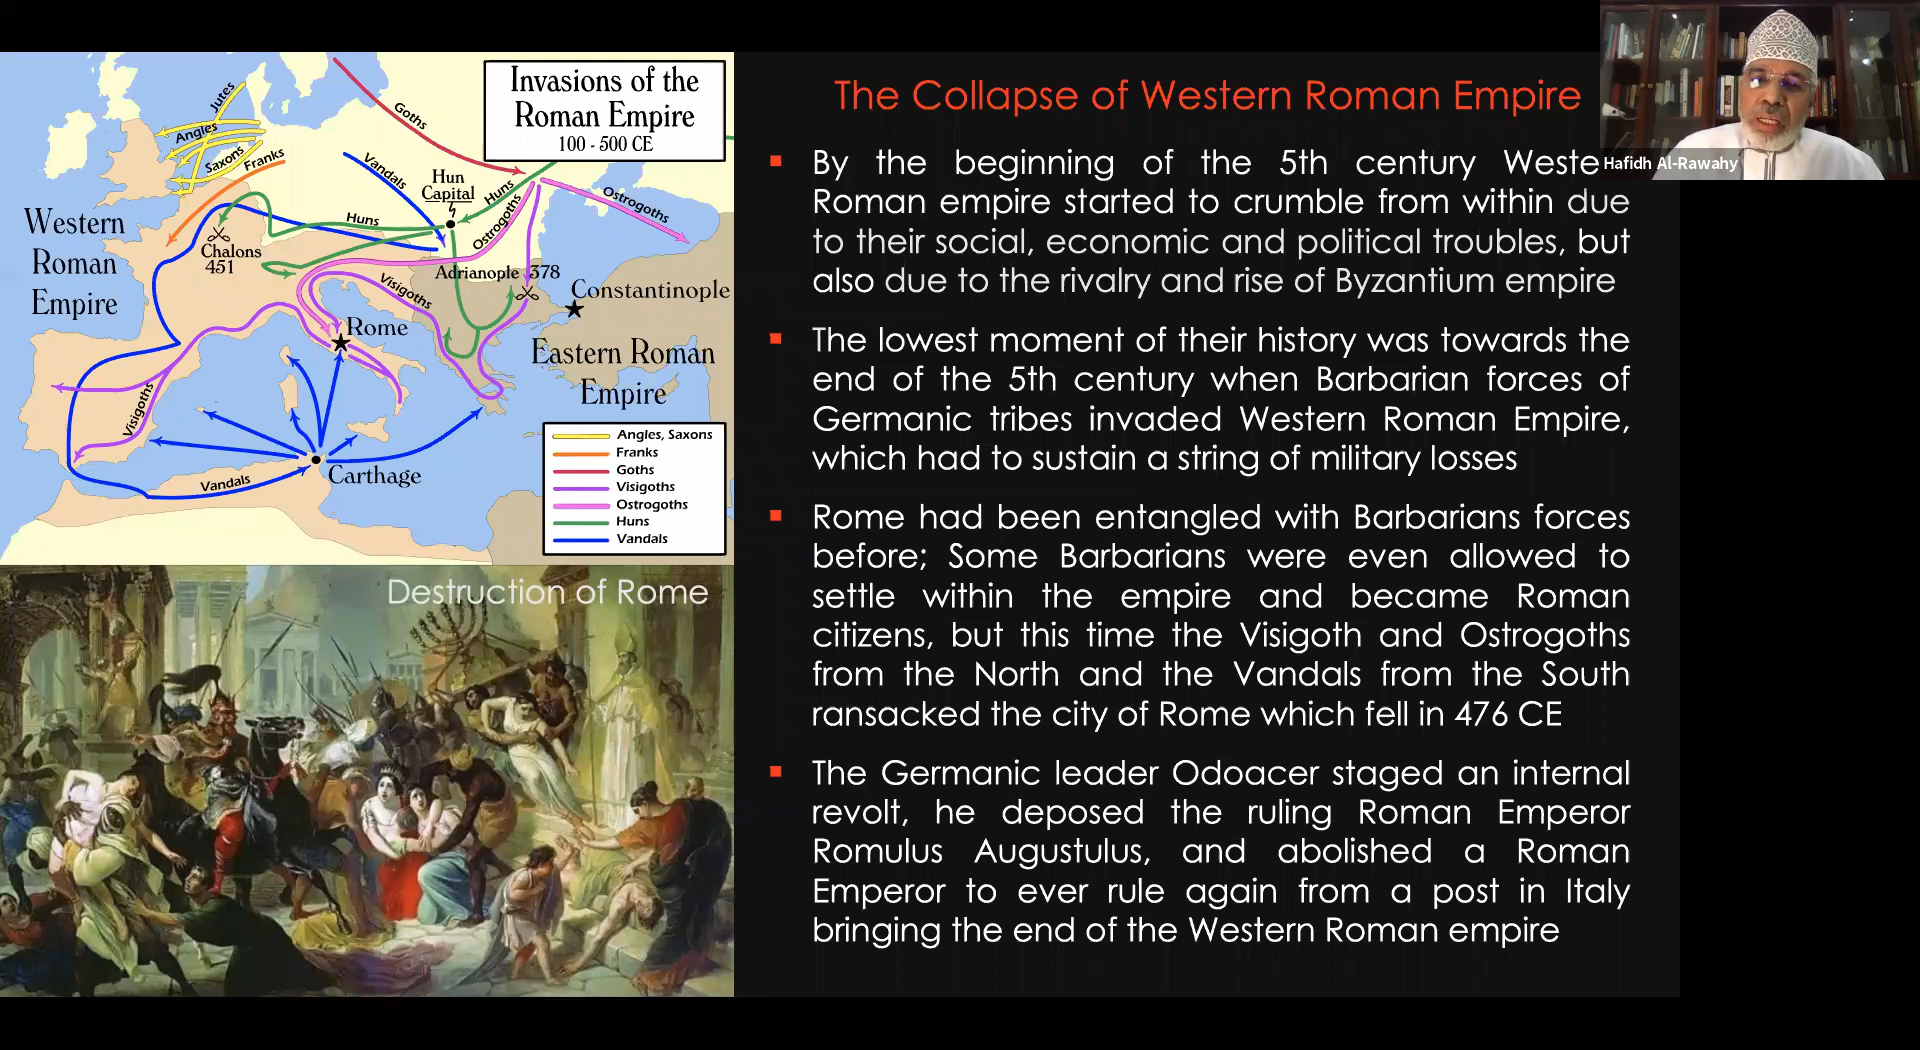 Invasions of the
Roman Empire
100 - 500 CE
Jutes
Angles
Saxons
Franks
Goths
Vandals
Hun
Capital
Huns
Ostrogoths
Ostrogoths
Huns
Western
Roman
Empire
Chalons
451
Adrianople 378
Visigoths
Constantinople
Rome
Eastern Roman
Empire
Visigoths
Vandals
Carthage
Angles, Saxons
Franks
Goths
Visigoths
Ostrogoths
Huns
Vandals
Destruction of Rome
The Collapse of Western Roman Empire
By the beginning of the 5th century Weste
Roman empire started to crumble from within due
to their social, economic and political troubles, but
also due to the rivalry and rise of Byzantium empire
The lowest moment of their history was towards the
end of the 5th century when Barbarian forces of
Germanic tribes invaded Western Roman Empire,
which had to sustain a string of military losses
Rome had been entangled with Barbarians forces
before; Some Barbarians were even allowed to
settle within the empire and became Roman
citizens, but this time the Visigoth and Ostrogoths
from the North and the Vandals from the South
ransacked the city of Rome which fell in 476 CE
The Germanic leader Odoacer staged an internal
revolt, he deposed the ruling Roman Emperor
Romulus Augustulus, and abolished a Roman
Emperor to ever rule again from a post in Italy
bringing the end of the Western Roman empire
Hafidh Al-Rawahy